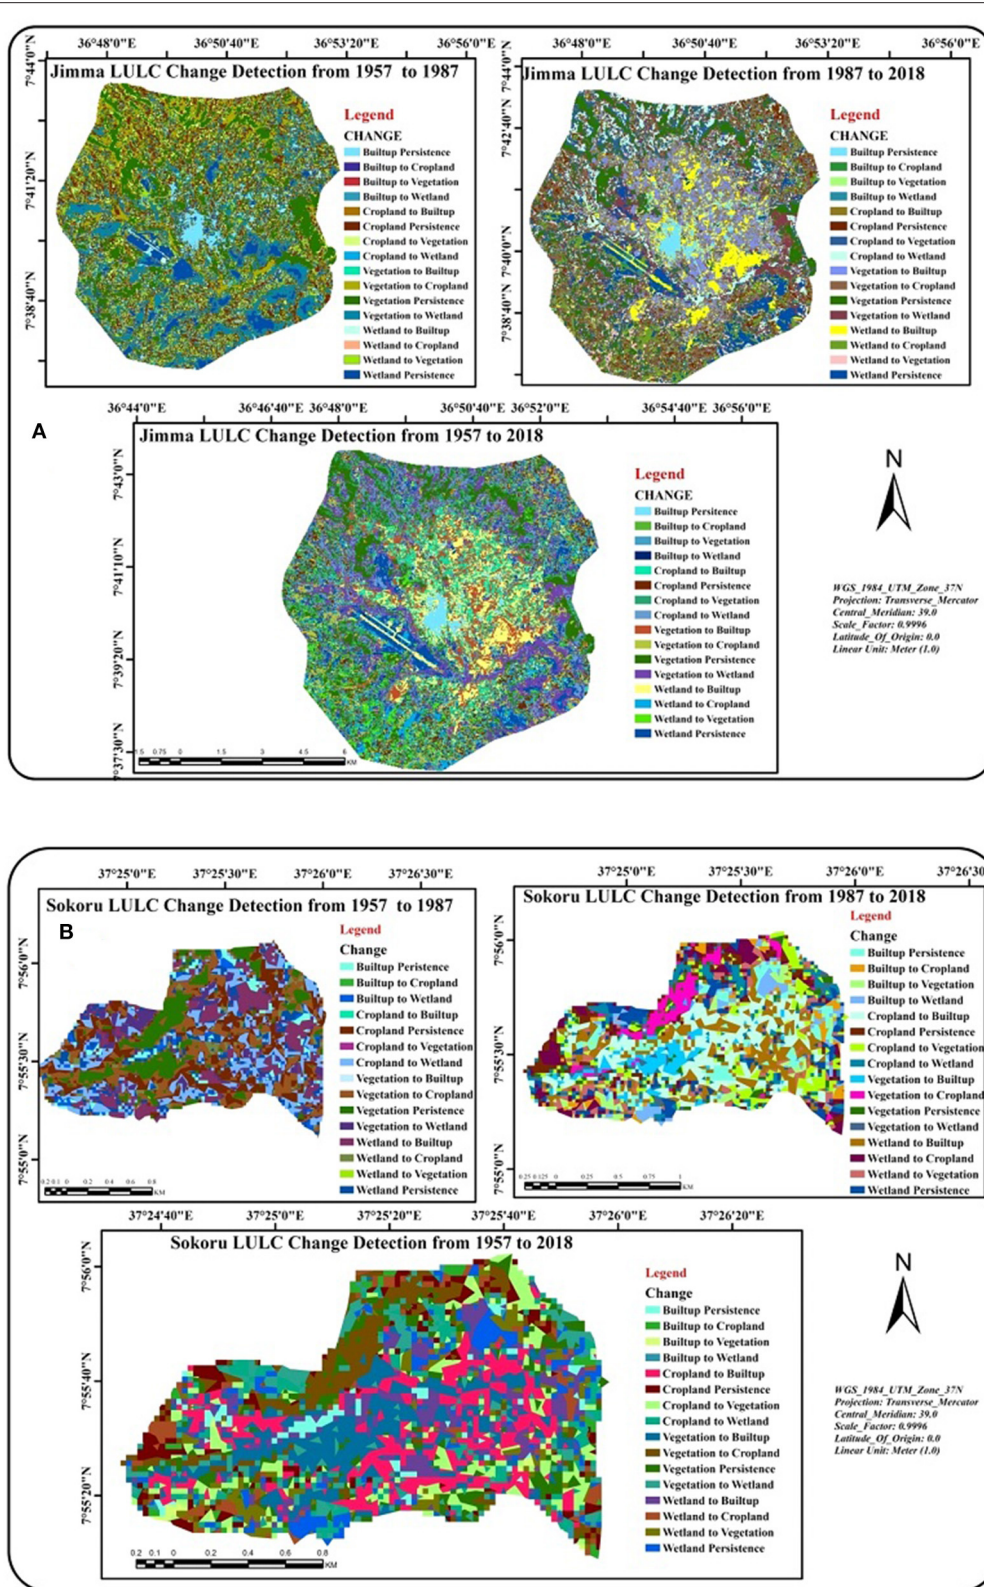 36°48'0"E 36°50'40"E 36°53'20"E 36°56'0"E
7°44'0"N
7°41'20"N
7°38'40"N
Jimma LULC Change Detection from 1957 to 1987
Legend
CHANGE
Builtup Persistence
Builtup to Cropland
Builtup to Vegetation
Builtup to Wetland
Cropland to Builtup
Cropland Persistence
Cropland to Vegetation
Cropland to Wetland
Vegetation to Builtup
Vegetation to Cropland
Vegetation Persistence
Vegetation to Wetland
Wetland to Builtup
Wetland to Cropland
Wetland to Vegetation
Wetland Persistence
36°48'0"E 36°50'40"E 36°53'20"E 36°56'0"E
7°44'0"N
7°42'40"N
7°40'0"N
7°38'40"N
Jimma LULC Change Detection from 1987 to 2018
Legend
CHANGE
Builtup Persistence
Builtup to Cropland
Builtup to Vegetation
Builtup to Wetland
Cropland to Builtup
Cropland Persistence
Cropland to Vegetation
Cropland to Wetland
Vegetation to Builtup
Vegetation to Cropland
Vegetation Persistence
Vegetation to Wetland
Wetland to Builtup
Wetland to Cropland
Wetland to Vegetation
Wetland Persistence
A
36°44'0"E 36°46'40"E 36°48'0"E 36°50'40"E 36°52'0"E 36°54'40"E 36°56'0"E
7°43'0"N
7°41'10"N
7°39'20"N
7°37'30"N
Jimma LULC Change Detection from 1957 to 2018
Legend
CHANGE
Builtup Persitence
Builtup to Cropland
Builtup to Vegetation
Builtup to Wetland
Cropland to Builtup
Cropland Persistence
Cropland to Vegetation
Cropland to Wetland
Vegetation to Builtup
Vegetation to Cropland
Vegetation Persistence
Vegetation to Wetland
Wetland to Builtup
Wetland to Cropland
Wetland to Vegetation
Wetland Persistence
1.5 0.75 0 1.5 3 4.5 6
KM
N
WGS_1984_UTM_Zone_37N
Projection: Transverse_Mercator
Central_Meridian: 39.0
Scale_Factor: 0.9996
Latitude_Of_Origin: 0.0
Linear Unit: Meter (1.0)
37°25'0"E 37°25'30"E 37°26'0"E 37°26'30"E
7°56'0"N
7°55'30"N
7°55'0"N
Sokoru LULC Change Detection from 1957 to 1987
B
Legend
Change
Builtup Peristence
Builtup to Cropland
Builtup to Wetland
Cropland to Builtup
Cropland Persistence
Cropland to Vegetation
Cropland to Wetland
Vegetation to Builtup
Vegetation to Cropland
Vegetation Peristence
Vegetation to Wetland
Wetland to Builtup
Wetland to Cropland
Wetland to Vegetation
Wetland Persistence
0.2 0.1 0 0.2 0.4 0.6 0.8
KM
37°25'0"E 37°25'30"E 37°26'0"E 37°26'30
7°56'0"N
7°55'30"N
7°55'0"N
Sokoru LULC Change Detection from 1987 to 2018
Legend
Change
Builtup Persistence
Builtup to Cropland
Builtup to Vegetation
Builtup to Wetland
Cropland to Builtup
Cropland Persistence
Cropland to Vegetation
Cropland to Wetland
Vegetation to Builtup
Vegetation to Cropland
Vegetation Persistence
Vegetation to Wetland
Wetland to Builtup
Wetland to Cropland
Wetland to Vegetation
Wetland Persistence
0.25 0.125 0 0.25 0.5 0.75 1
KM
37°24'40"E 37°25'0"E 37°25'20"E 37°25'40"E 37°26'0"E 37°26'20"E
7°56'0"N
7°55'40"N
7°55'20"N
Sokoru LULC Change Detection from 1957 to 2018
Legend
Change
Builtup Persistence
Builtup to Cropland
Builtup to Vegetation
Builtup to Wetland
Cropland to Builtup
Cropland Persistence
Cropland to Vegetation
Cropland to Wetland
Vegetation to Builtup
Vegetation to Cropland
Vegetation Persistence
Vegetation to Wetland
Wetland to Builtup
Wetland to Cropland
Wetland to Vegetation
Wetland Persistence
0.2 0.1 0 0.2 0.4 0.6 0.8
KM
N
WGS_1984_UTM_Zone_37N
Projection: Transverse_Mercator
Central_Meridian: 39.0
Scale_Factor: 0.9996
Latitude_Of_Origin: 0.0
Linear Unit: Meter (1.0)